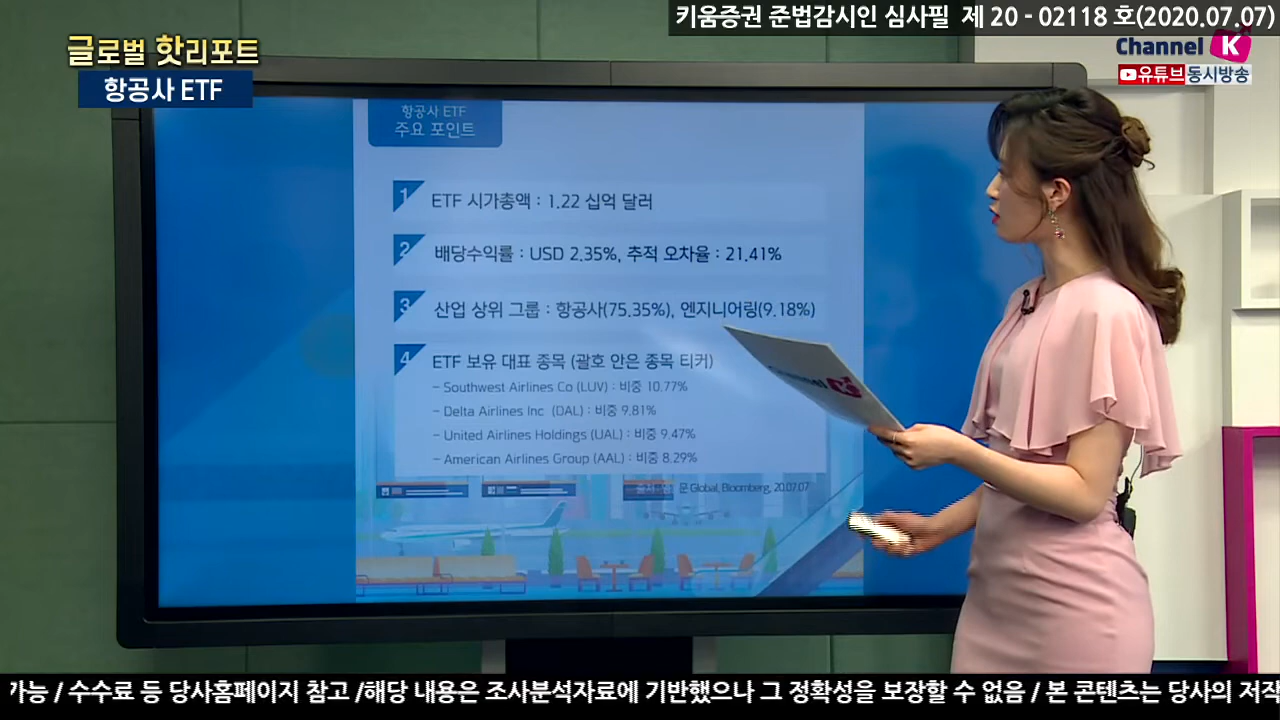 키움증권 준법감시인 심사필 제 20 - 02118 호(2020.07.07)
글로벌 핫리포트
항공사 ETF
Channel K
유튜브동시방송
항공사 ETF
주요 포인트
1 ETF 시가총액 : 1.22 십억 달러
2 배당수익률 : USD 2.35%, 추적 오차율 : 21.41%
3 산업 상위 그룹 : 항공사(75.35%), 엔지니어링(9.18%)
4 ETF 보유 대표 종목 (괄호 안은 종목 티커)
- Southwest Airlines Co (LUV) : 비중 10.77%
- Delta Airlines Inc (DAL) : 비중 9.81%
- United Airlines Holdings (UAL) : 비중 9.47%
- American Airlines Group (AAL) : 비중 8.29%
문 Global, Bloomberg, 20.07.07
Channel K
가능 / 수수료 등 당사홈페이지 참고 /해당 내용은 조사분석자료에 기반했으나 그 정확성을 보장할 수 없음 / 본 콘텐츠는 당사의 저작